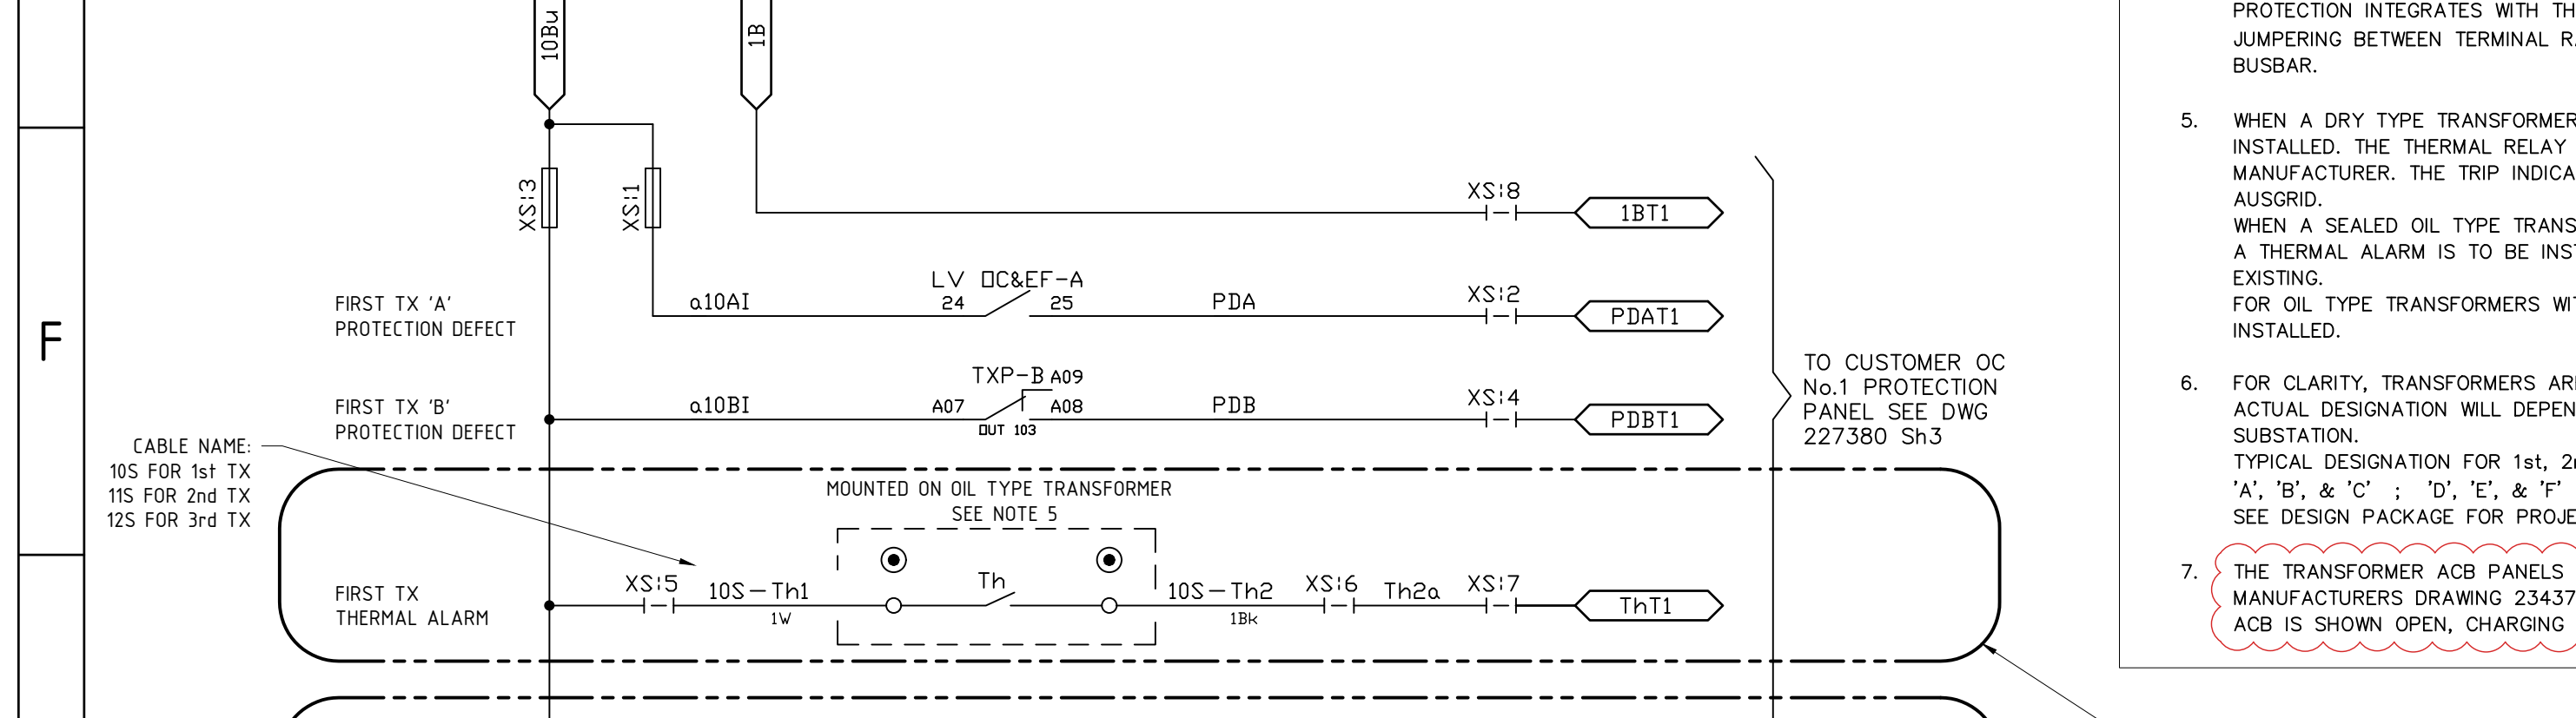 10Bu
1B
XS:3
XS:1
XS:8
1BT1
LV OC&EF-A
FIRST TX 'A'
PROTECTION DEFECT
a10AI
24
25
PDA
XS:2
PDAT1
TXP-B A09
FIRST TX 'B'
PROTECTION DEFECT
a10BI
A07
A08
OUT 103
PDB
XS:4
PDBT1
TO CUSTOMER OC
No.1 PROTECTION
PANEL SEE DWG
227380 Sh3
F
CABLE NAME:
10S FOR 1st TX
11S FOR 2nd TX
12S FOR 3rd TX
MOUNTED ON OIL TYPE TRANSFORMER
SEE NOTE 5
FIRST TX
THERMAL ALARM
XS:5
10S-Th1
1W
Th
10S-Th2
1Bk
XS:6
Th2a
XS:7
ThT1
PROTECTION INTEGRATES WITH TH
JUMPERING BETWEEN TERMINAL R
BUSBAR.
5. WHEN A DRY TYPE TRANSFORMER
INSTALLED. THE THERMAL RELAY
MANUFACTURER. THE TRIP INDICA
AUSGRID.
WHEN A SEALED OIL TYPE TRANS
A THERMAL ALARM IS TO BE INS
EXISTING.
FOR OIL TYPE TRANSFORMERS WI
INSTALLED.
6. FOR CLARITY, TRANSFORMERS AR
ACTUAL DESIGNATION WILL DEPEN
SUBSTATION.
TYPICAL DESIGNATION FOR 1st, 2n
'A', 'B', & 'C' ; 'D', 'E', & 'F'
SEE DESIGN PACKAGE FOR PROJE
7. THE TRANSFORMER ACB PANELS
MANUFACTURERS DRAWING 23437
ACB IS SHOWN OPEN, CHARGING